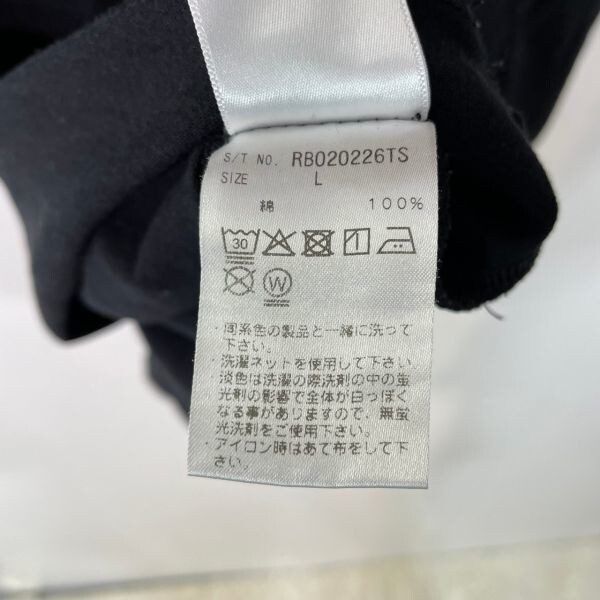 S/T NO. RB020226TS
SIZE L
綿 100%
30
W
・同系色の製品と一緒に洗って
下さい。
・洗濯ネットを使用して下さい。
淡色は洗濯の際洗剤の中の蛍
光剤の影響で全体が白っぽく
なる事がありますので、無蛍
光洗剤をご使用下さい。
・アイロン時はあて布をして下
さい。